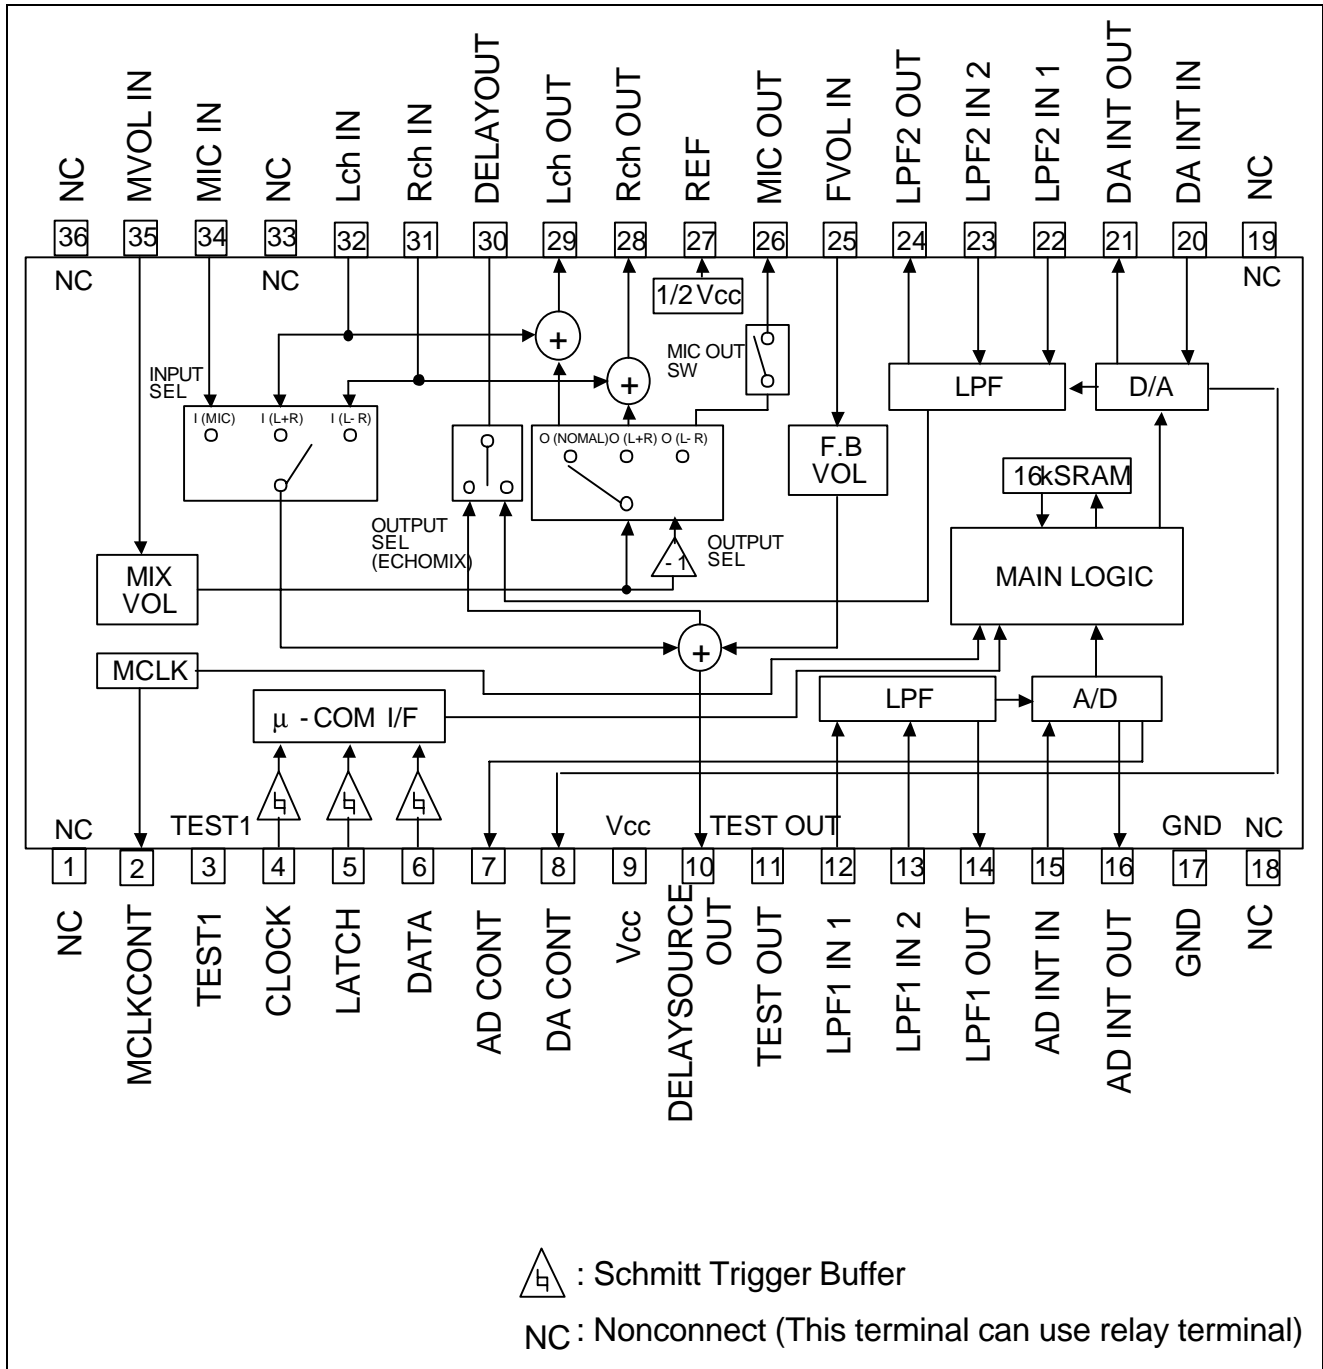 NC
MVOL IN
MIC IN
NC
Lch IN
Rch IN
DELAYOUT
Lch OUT
Rch OUT
REF
MIC OUT
FVOL IN
LPF2 OUT
LPF2 IN 2
LPF2 IN 1
DA INT OUT
DA INT IN
NC
36 35 34 33 32 31 30 29 28 27 26 25 24 23 22 21 20 19
NC
NC
NC
1/2 Vcc
+
+
MIC OUT
SW
INPUT
SEL
LPF
D/A
I (MIC)
I (L+R)
I (L- R)
O (NOMAL)
O (L+R)
O (L- R)
F.B
VOL
16kSRAM
OUTPUT
SEL
(ECHOMIX)
- 1
OUTPUT
SEL
MIX
VOL
MAIN LOGIC
+
MCLK
μ - COM I/F
LPF
A/D
NC
TEST1
Vcc
TEST OUT
GND
NC
1 2 3 4 5 6 7 8 9 10 11 12 13 14 15 16 17 18
NC
MCLKCONT
TEST1
CLOCK
LATCH
DATA
AD CONT
DA CONT
Vcc
DELAYSOURCE
OUT
TEST OUT
LPF1 IN 1
LPF1 IN 2
LPF1 OUT
AD INT IN
AD INT OUT
GND
NC
: Schmitt Trigger Buffer
NC : Nonconnect (This terminal can use relay terminal)